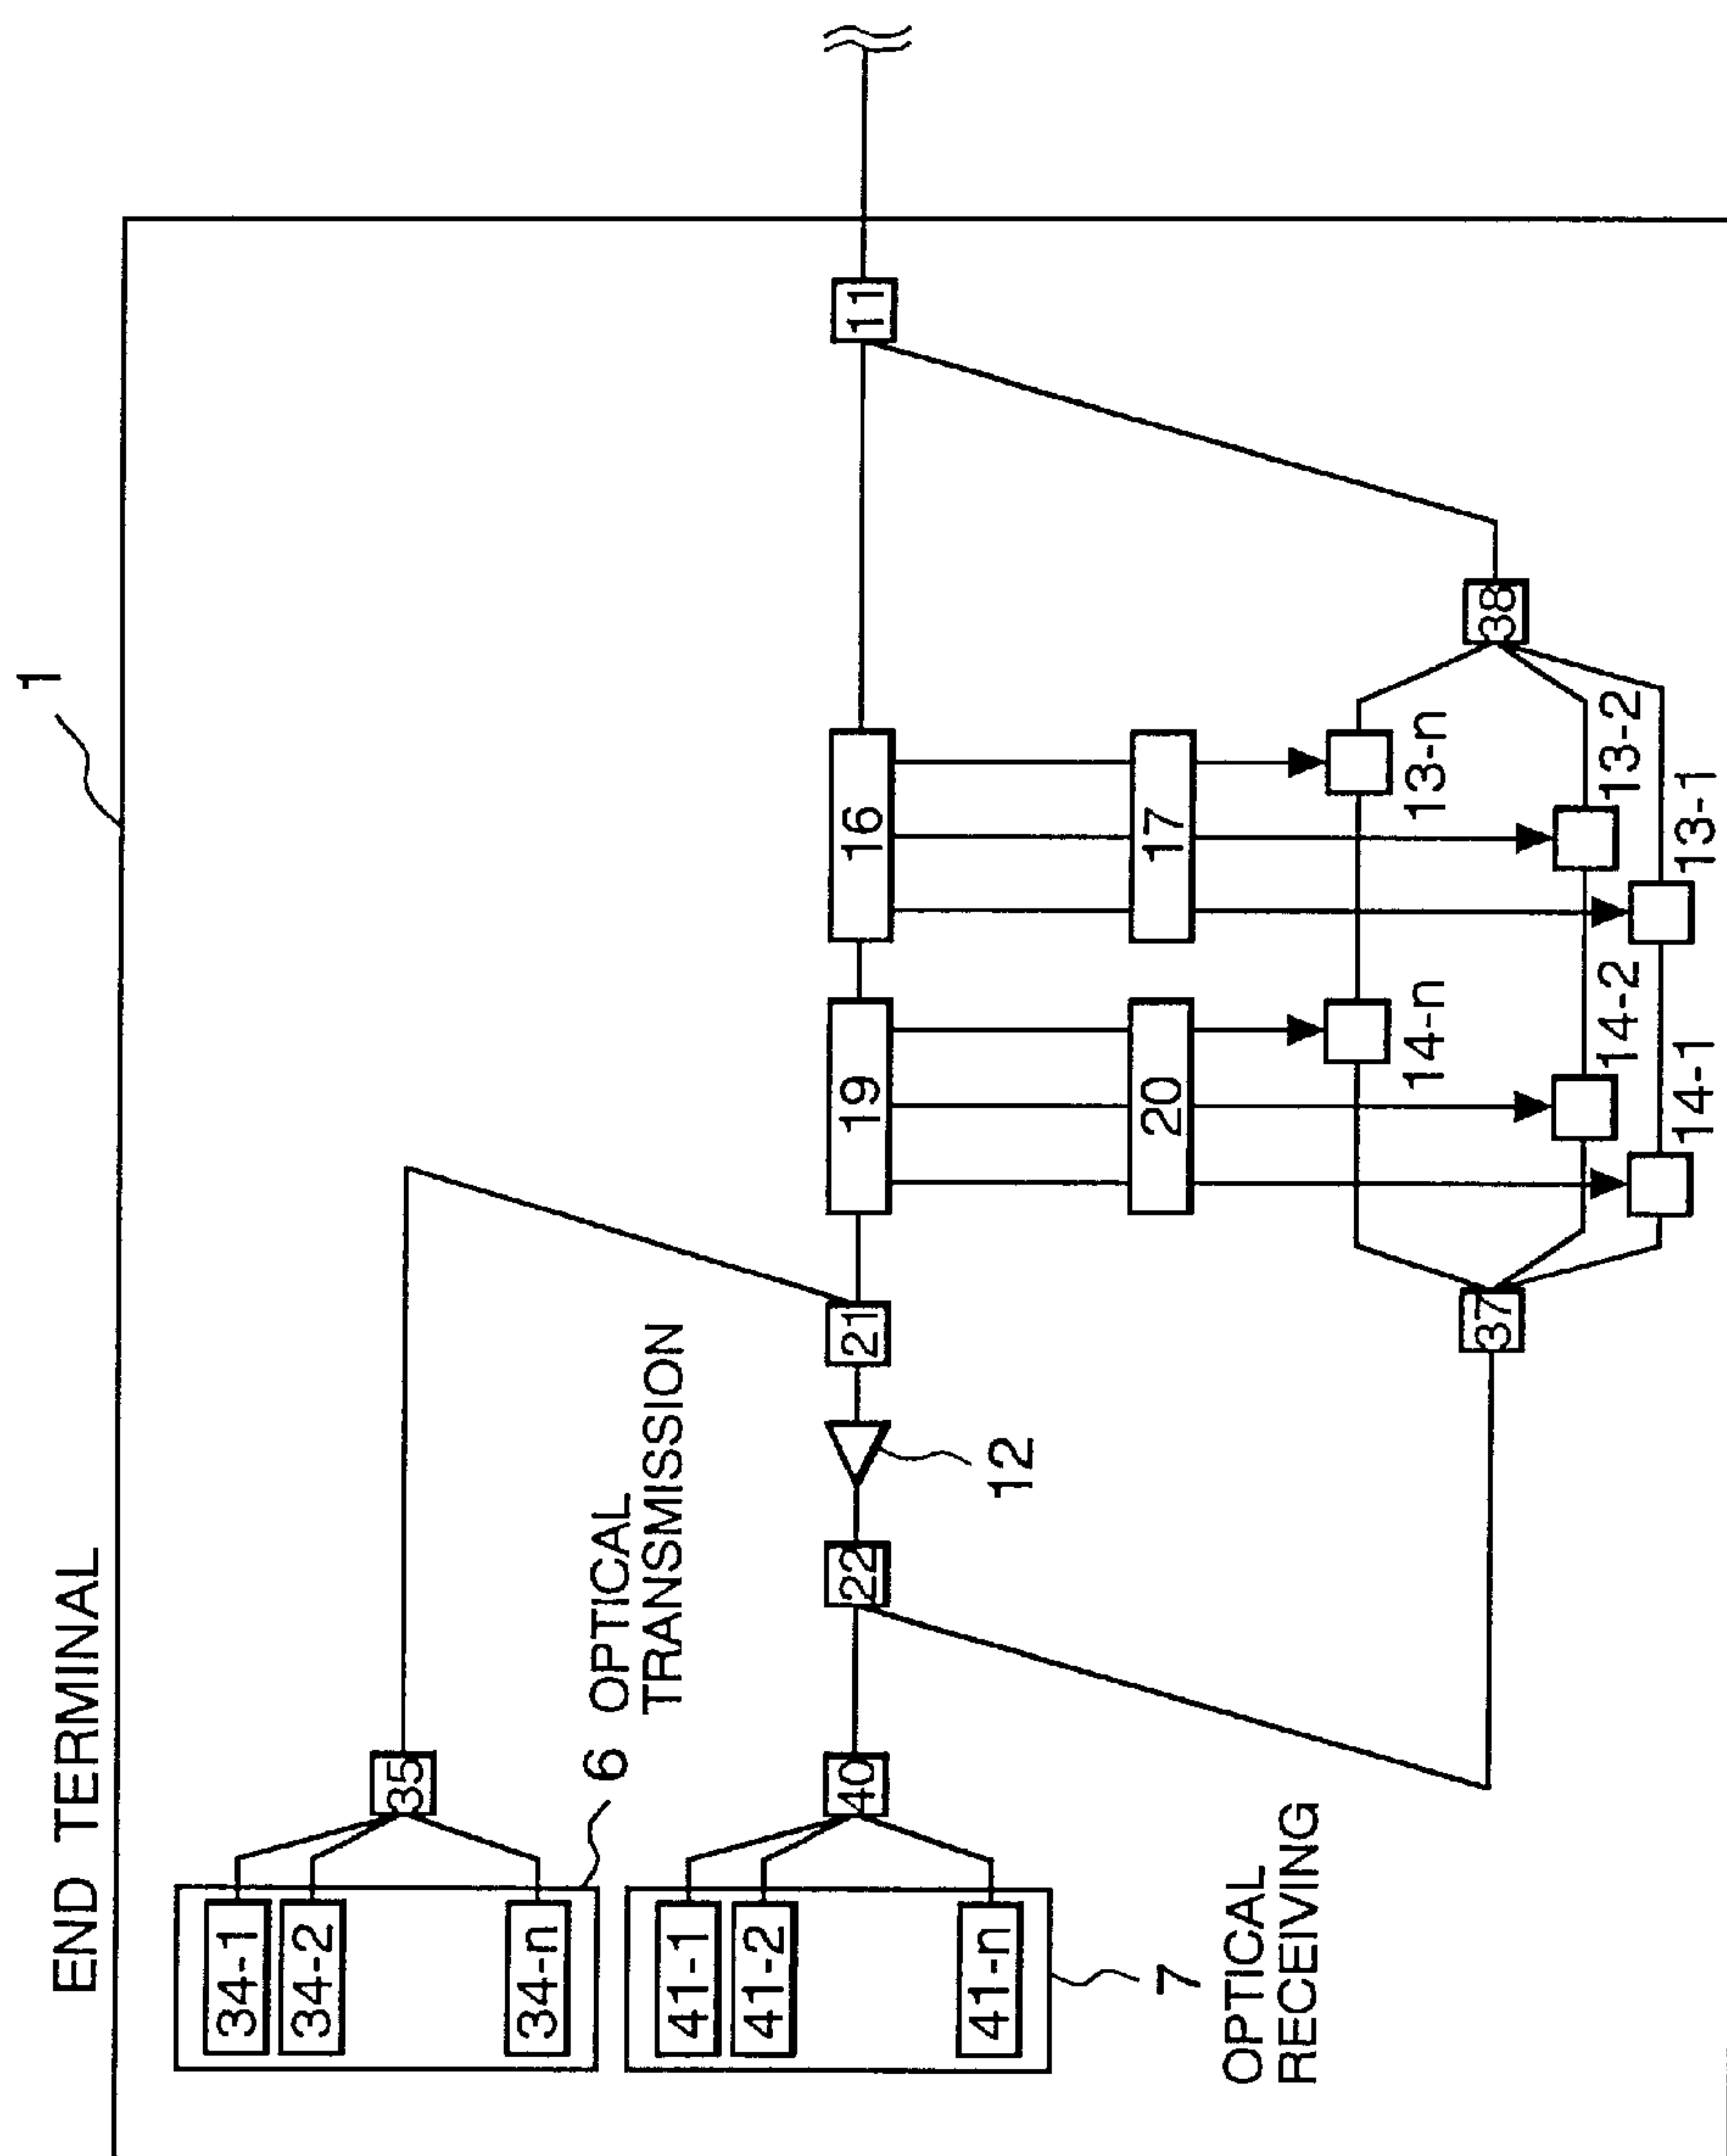 END TERMINAL
1
34-1
34-2
34-n
35
6
OPTICAL
TRANSMISSION
41-1
41-2
41-n
40
7
OPTICAL
RECEIVING
22
12
21
19
16
11
20
17
14-n
13-n
14-2
13-2
14-1
13-1
37
38